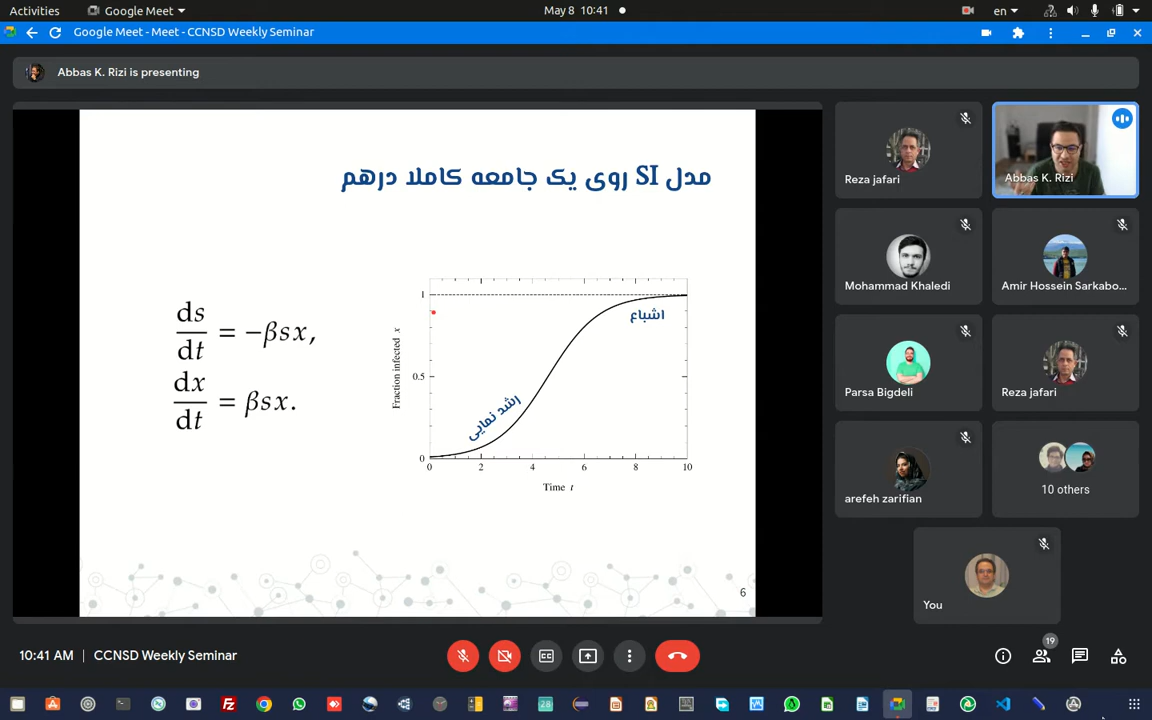 Activities
Google Meet
May 8 10:41
en
Google Meet - Meet - CCNSD Weekly Seminar
Abbas K. Rizi is presenting
مدل SI روی یک جامعه کاملا درهم
ds/dt = −βsx,
dx/dt = βsx.
Fraction infected x
1
0.5
0
اشباع
رشد نمایی
0 2 4 6 8 10
Time t
6
Reza jafari
Abbas K. Rizi
Mohammad Khaledi
Amir Hossein Sarkabo...
Parsa Bigdeli
Reza jafari
arefeh zarifian
10 others
You
10:41 AM | CCNSD Weekly Seminar
19